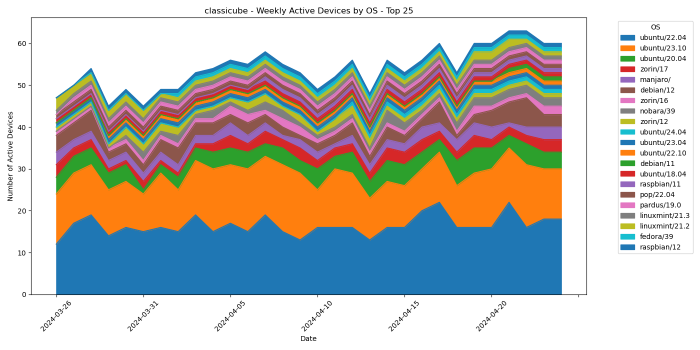 classicube - Weekly Active Devices by OS - Top 25
Number of Active Devices
60
50
40
30
20
10
0
2024-03-26
2024-03-31
2024-04-05
2024-04-10
2024-04-15
2024-04-20
Date
OS
ubuntu/22.04
ubuntu/23.10
ubuntu/20.04
zorin/17
manjaro/
debian/12
zorin/16
nobara/39
zorin/12
ubuntu/24.04
ubuntu/23.04
ubuntu/22.10
debian/11
ubuntu/18.04
raspbian/11
pop/22.04
pardus/19.0
linuxmint/21.3
linuxmint/21.2
fedora/39
raspbian/12